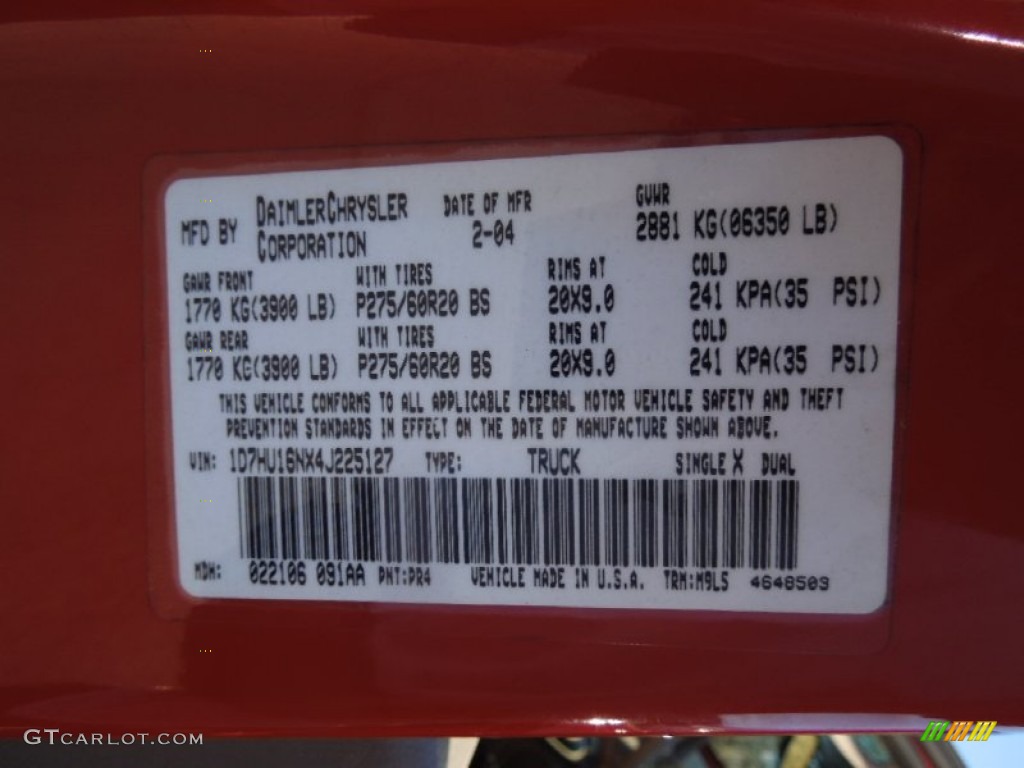 MFD BY DAIMLERCHRYSLER CORPORATION DATE OF MFR 2-04 GVWR 2881 KG(06350 LB)
GAWR FRONT WITH TIRES RIMS AT COLD
1770 KG(3900 LB) P275/60R20 BS 20X9.0 241 KPA(35 PSI)
GAWR REAR WITH TIRES RIMS AT COLD
1770 KG(3900 LB) P275/60R20 BS 20X9.0 241 KPA(35 PSI)
THIS VEHICLE CONFORMS TO ALL APPLICABLE FEDERAL MOTOR VEHICLE SAFETY AND THEFT
PREVENTION STANDARDS IN EFFECT ON THE DATE OF MANUFACTURE SHOWN ABOVE.
VIN: 1D7HU16NX4J225127 TYPE: TRUCK SINGLE X DUAL
MDH: 022106 091AA PNT:PR4 VEHICLE MADE IN U.S.A. TRM:M9L5 4648503
GTCARLOT.COM